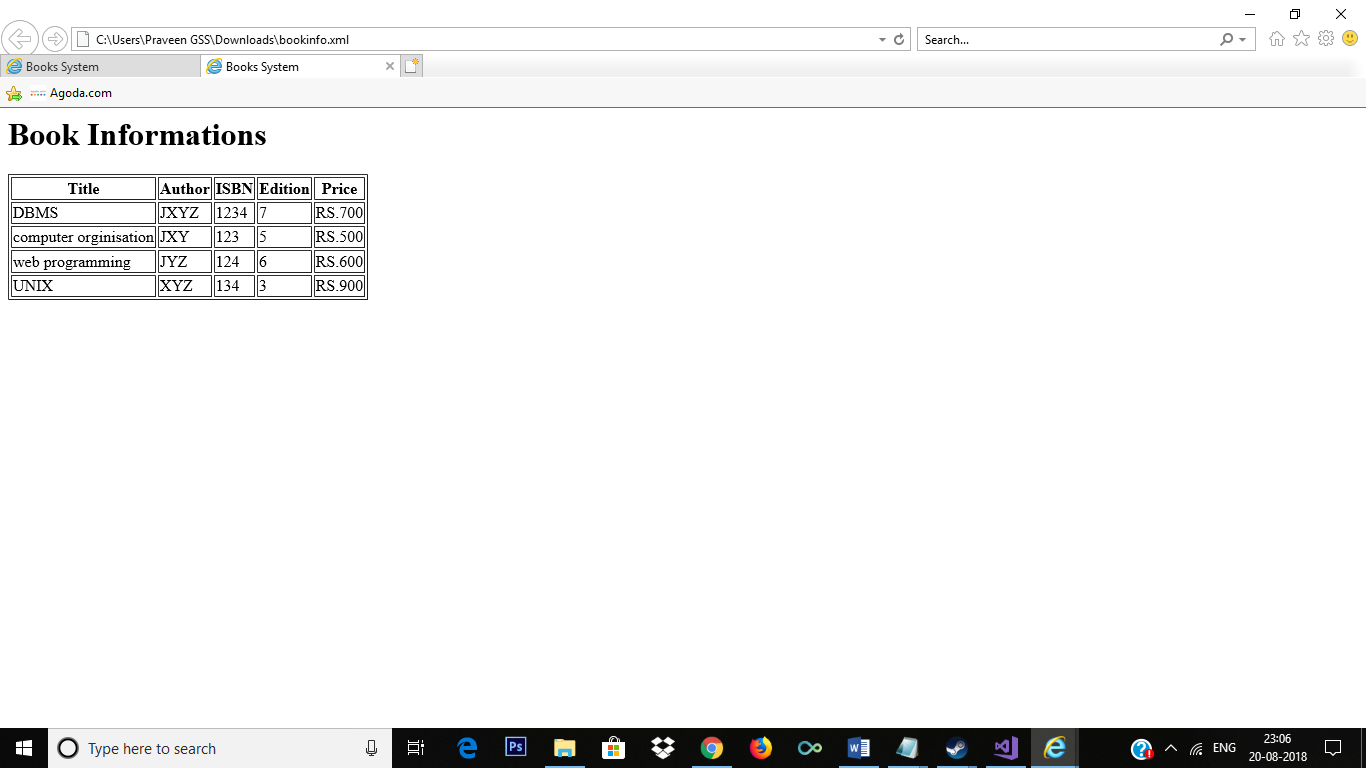 C:\Users\Praveen GSS\Downloads\bookinfo.xml
Search...
Books System
Books System
Agoda.com
Book Informations
Title Author ISBN Edition Price
DBMS JXYZ 1234 7 RS.700
computer orginisation JXY 123 5 RS.500
web programming JYZ 124 6 RS.600
UNIX XYZ 134 3 RS.900
Type here to search
Ps
ENG
23:06
20-08-2018